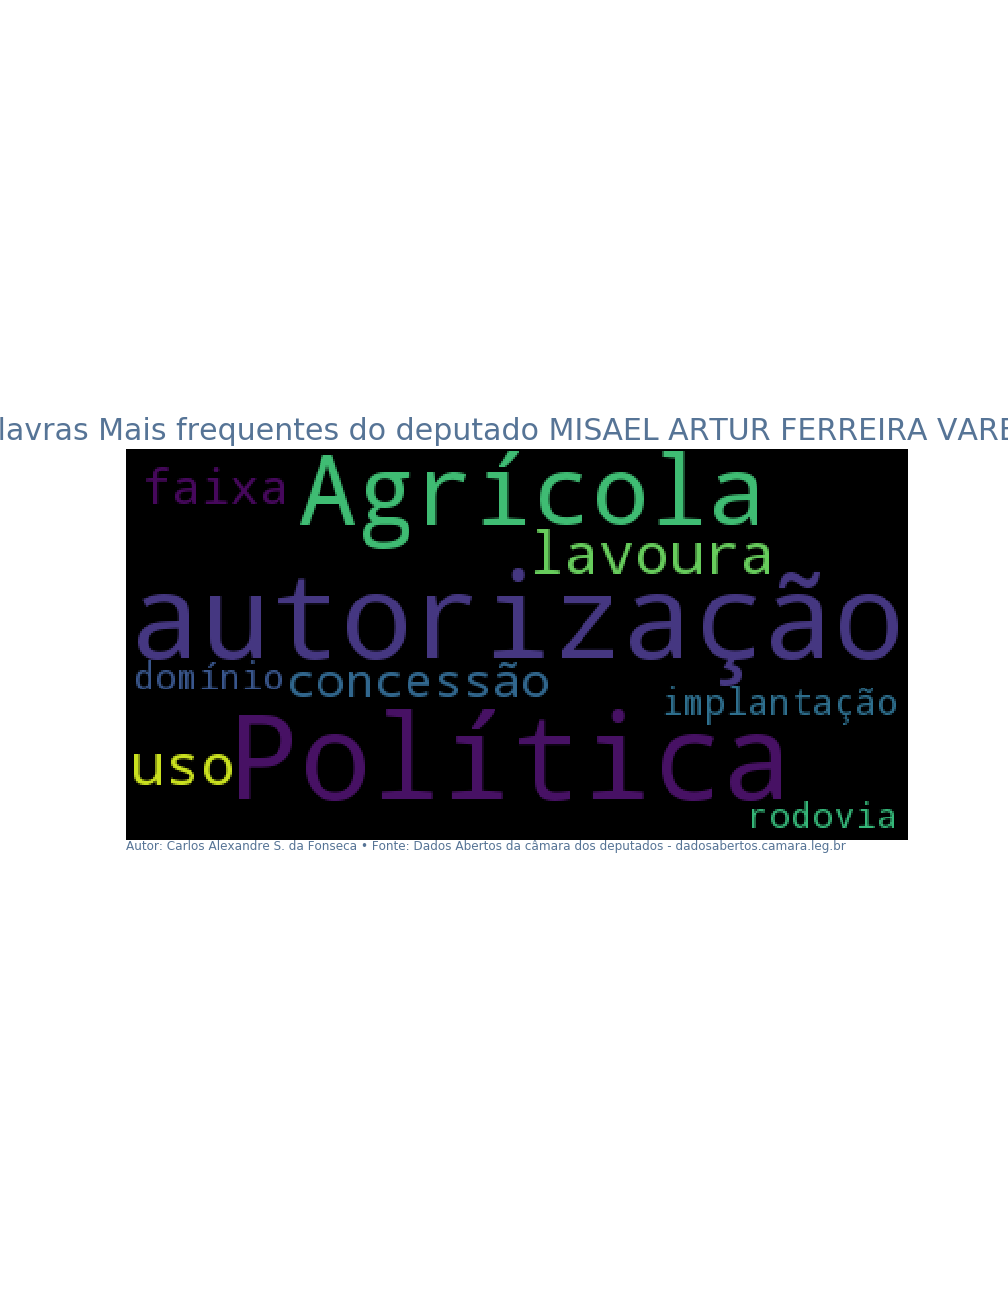 lavras Mais frequentes do deputado MISAEL ARTUR FERREIRA VARE
faixa Agrícola
lavoura
autorização
domínio concessão
implantação
uso Política
rodovia
Autor: Carlos Alexandre S. da Fonseca • Fonte: Dados Abertos da câmara dos deputados - dadosabertos.camara.leg.br